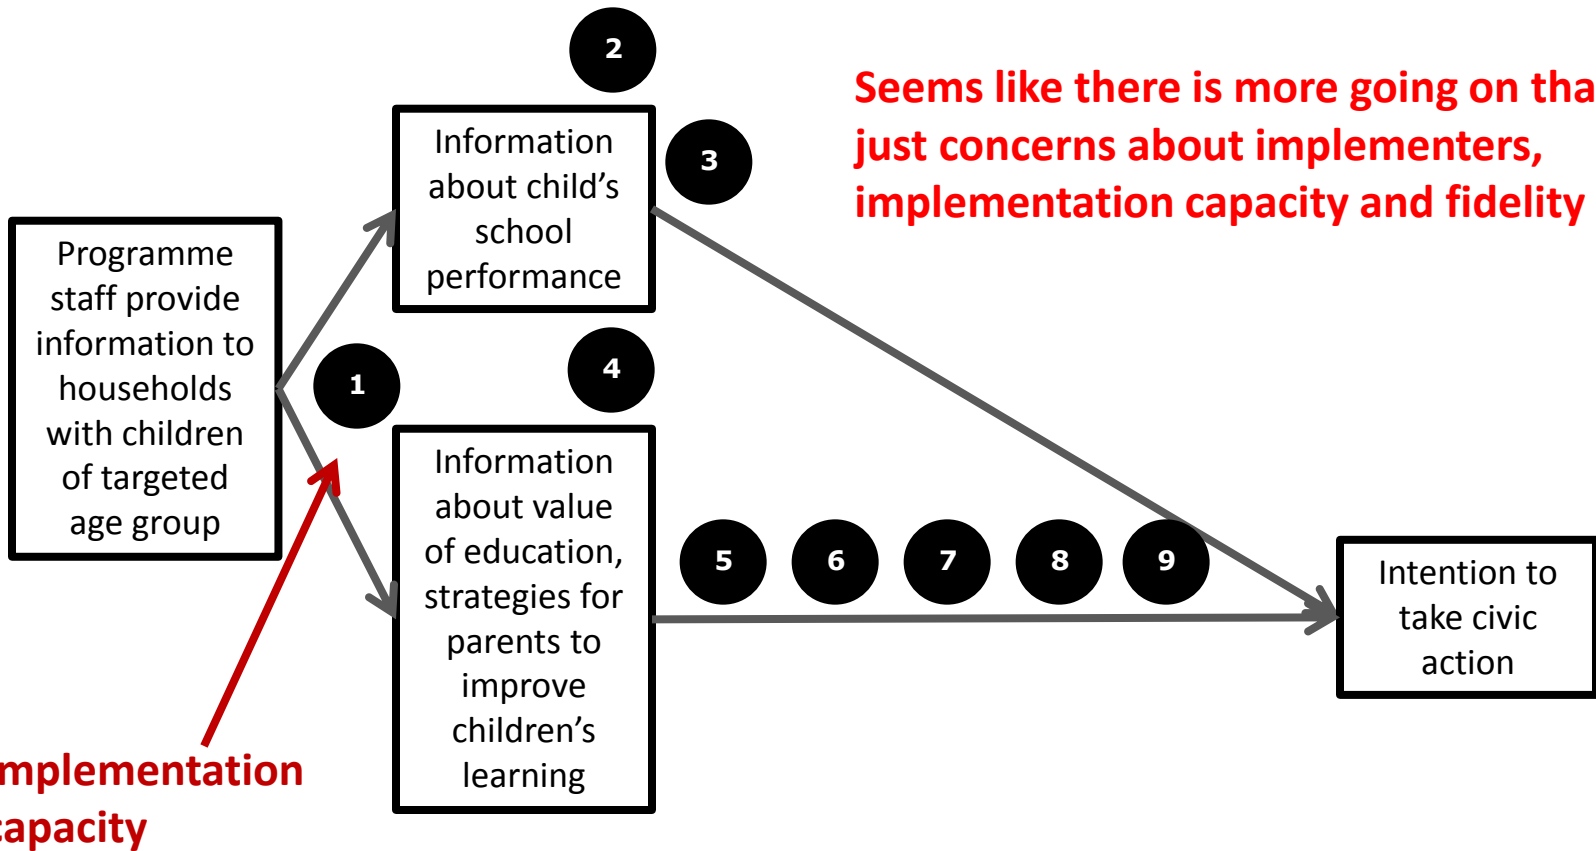 2
Seems like there is more going on tha
just concerns about implementers,
implementation capacity and fidelity
Information
about child’s
school
performance
3
Programme
staff provide
information to
households
with children
of targeted
age group
1
4
Information
about value
of education,
strategies for
parents to
improve
children’s
learning
5 6 7 8 9
Intention to
take civic
action
mplementation
capacity